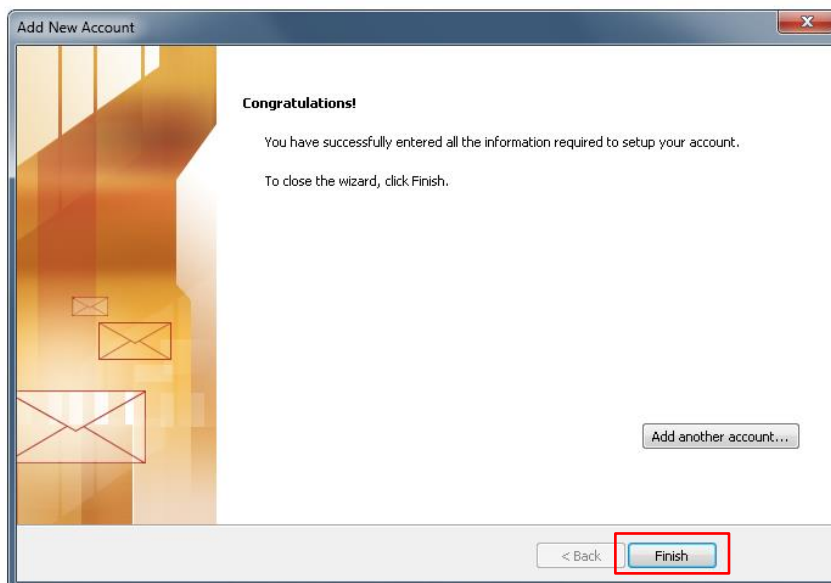 Add New Account
Congratulations!
You have successfully entered all the information required to setup your account.
To close the wizard, click Finish.
Add another account...
< Back
Finish